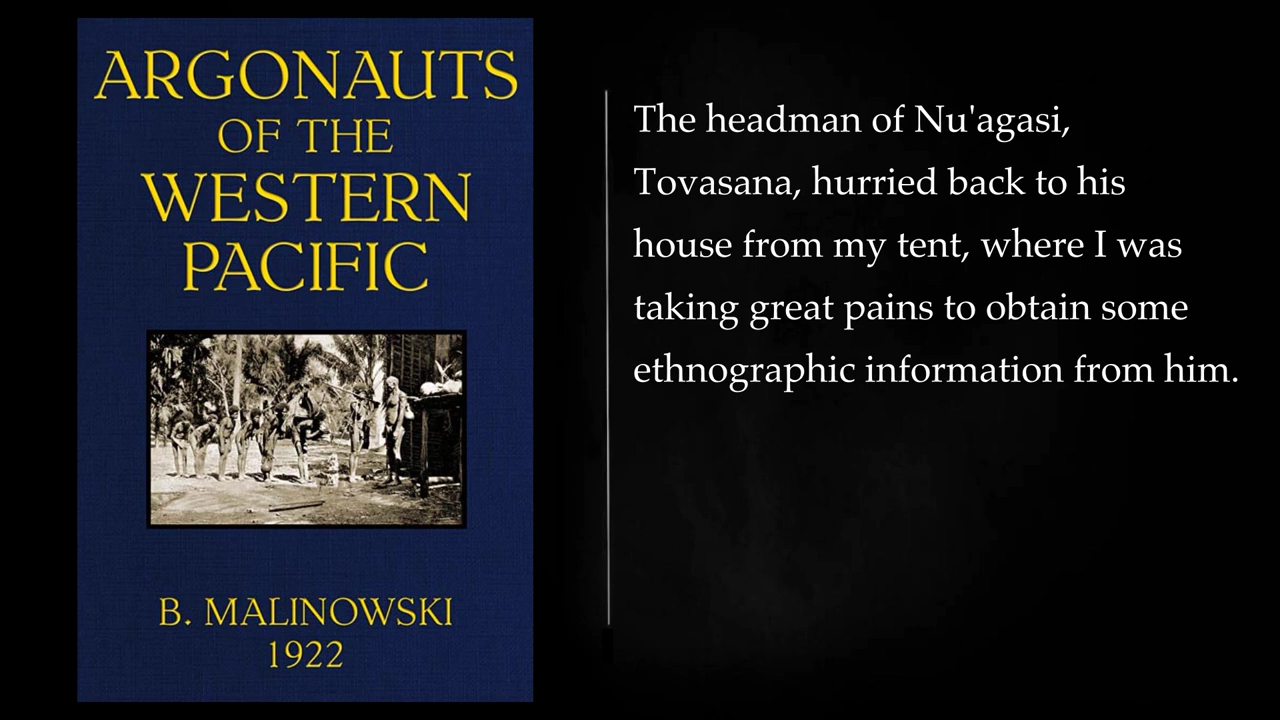 ARGONAUTS
OF THE
WESTERN
PACIFIC
B. MALINOWSKI
1922
The headman of Nu'agasi,
Tovasana, hurried back to his
house from my tent, where I was
taking great pains to obtain some
ethnographic information from him.